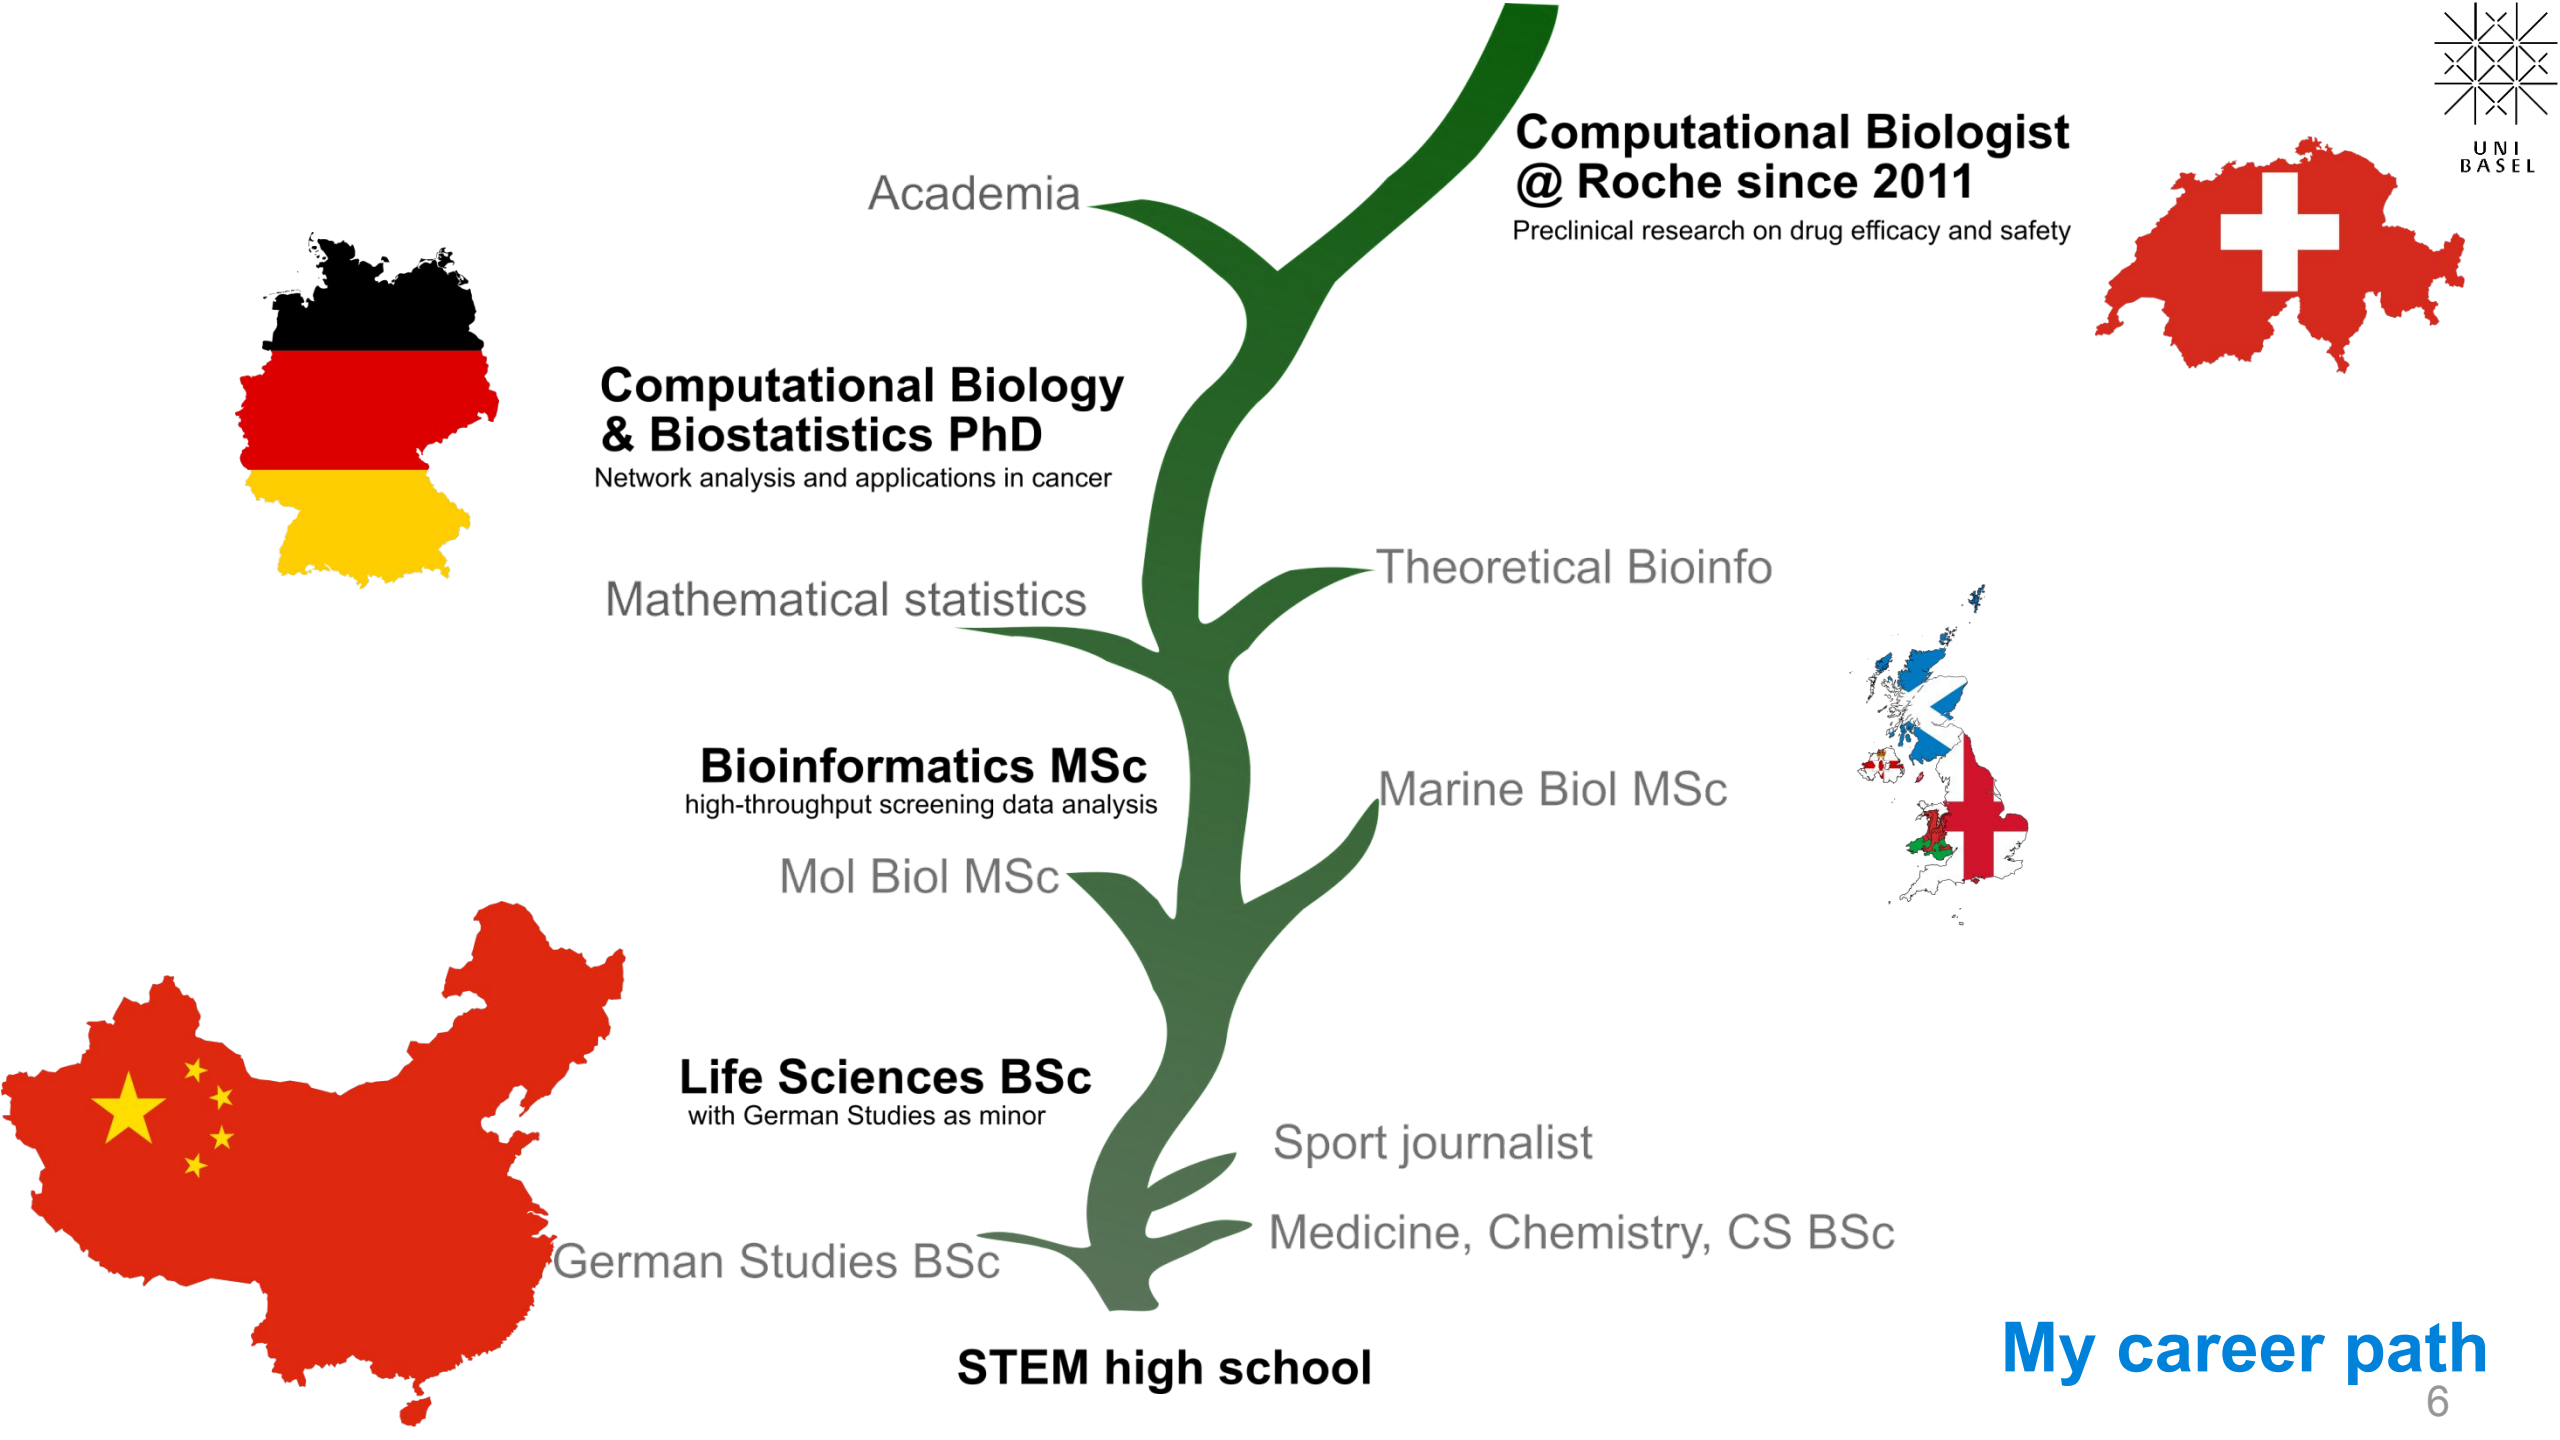 UNI
BASEL
Computational Biologist
@ Roche since 2011
Preclinical research on drug efficacy and safety
Academia
Computational Biology
& Biostatistics PhD
Network analysis and applications in cancer
Theoretical Bioinfo
Mathematical statistics
Bioinformatics MSc
high-throughput screening data analysis
Marine Biol MSc
Mol Biol MSc
Life Sciences BSc
with German Studies as minor
Sport journalist
Medicine, Chemistry, CS BSc
German Studies BSc
STEM high school
My career path
6